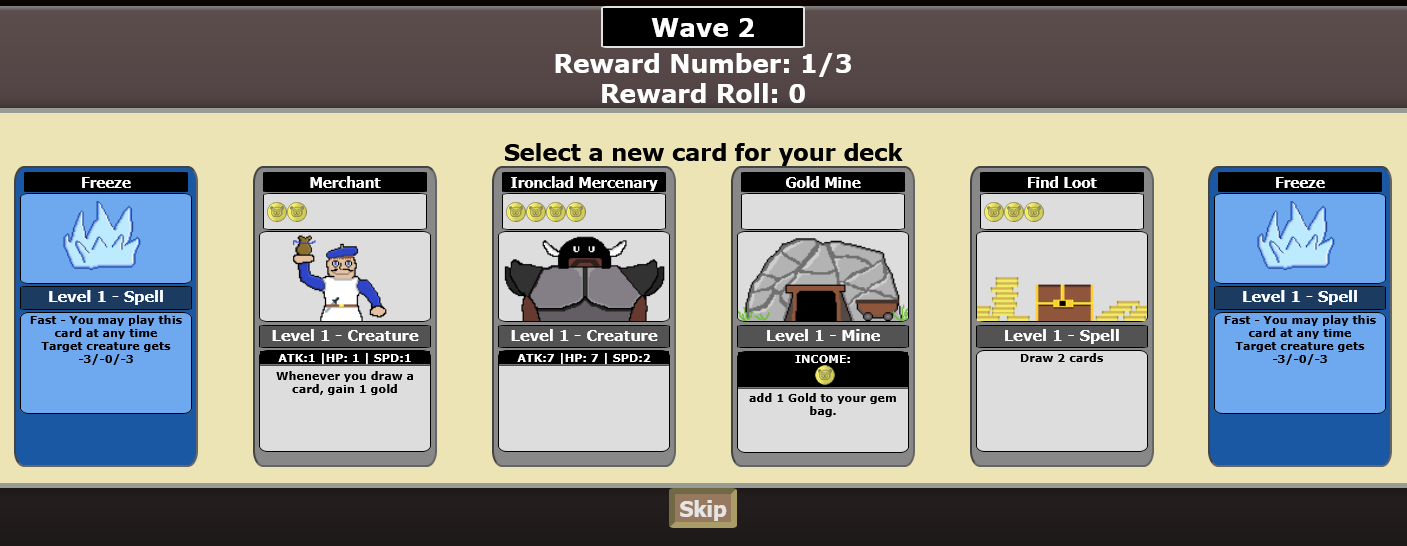 Wave 2
Reward Number: 1/3
Reward Roll: 0
Select a new card for your deck
Freeze
Level 1 - Spell
Fast - You may play this
card at any time
Target creature gets
-3/-0/-3
Merchant
Level 1 - Creature
ATK:1 |HP: 1 | SPD:1
Whenever you draw a
card, gain 1 gold
Ironclad Mercenary
Level 1 - Creature
ATK:7 |HP: 7 | SPD:2
Gold Mine
Level 1 - Mine
INCOME:
add 1 Gold to your gem
bag.
Find Loot
Level 1 - Spell
Draw 2 cards
Freeze
Level 1 - Spell
Fast - You may play this
card at any time
Target creature gets
-3/-0/-3
Skip